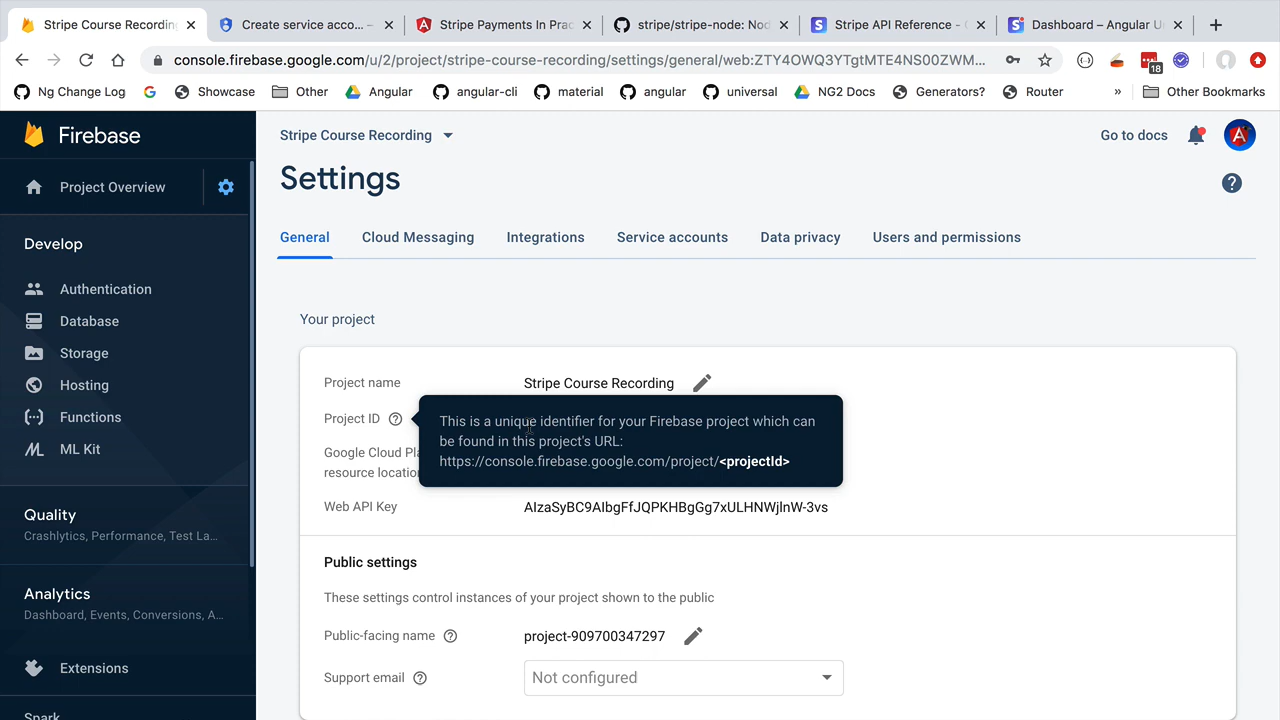 Stripe Course Recording
Create service acco...
Stripe Payments In Prac
stripe/stripe-node: Nod
Stripe API Reference -
Dashboard – Angular U
console.firebase.google.com/u/2/project/stripe-course-recording/settings/general/web:ZTY4OWQ3YTgtMTE4NS00ZWM...
18
Ng Change Log
Showcase
Other
Angular
angular-cli
material
angular
universal
NG2 Docs
Generators?
Router
»
Other Bookmarks
Firebase
Stripe Course Recording
Go to docs
Project Overview
Settings
General
Cloud Messaging
Integrations
Service accounts
Data privacy
Users and permissions
Develop
Authentication
Database
Storage
Hosting
Functions
ML Kit
Quality
Crashlytics, Performance, Test La...
Analytics
Dashboard, Events, Conversions, A...
Extensions
Spark
Your project
Project name
Stripe Course Recording
Project ID
This is a unique identifier for your Firebase project which can
be found in this project's URL:
https://console.firebase.google.com/project/<projectId>
Google Cloud Pla
resource location
Web API Key
AIzaSyBC9AIbgFfJQPKHBgGg7xULHNWjlnW-3vs
Public settings
These settings control instances of your project shown to the public
Public-facing name
project-909700347297
Support email
Not configured